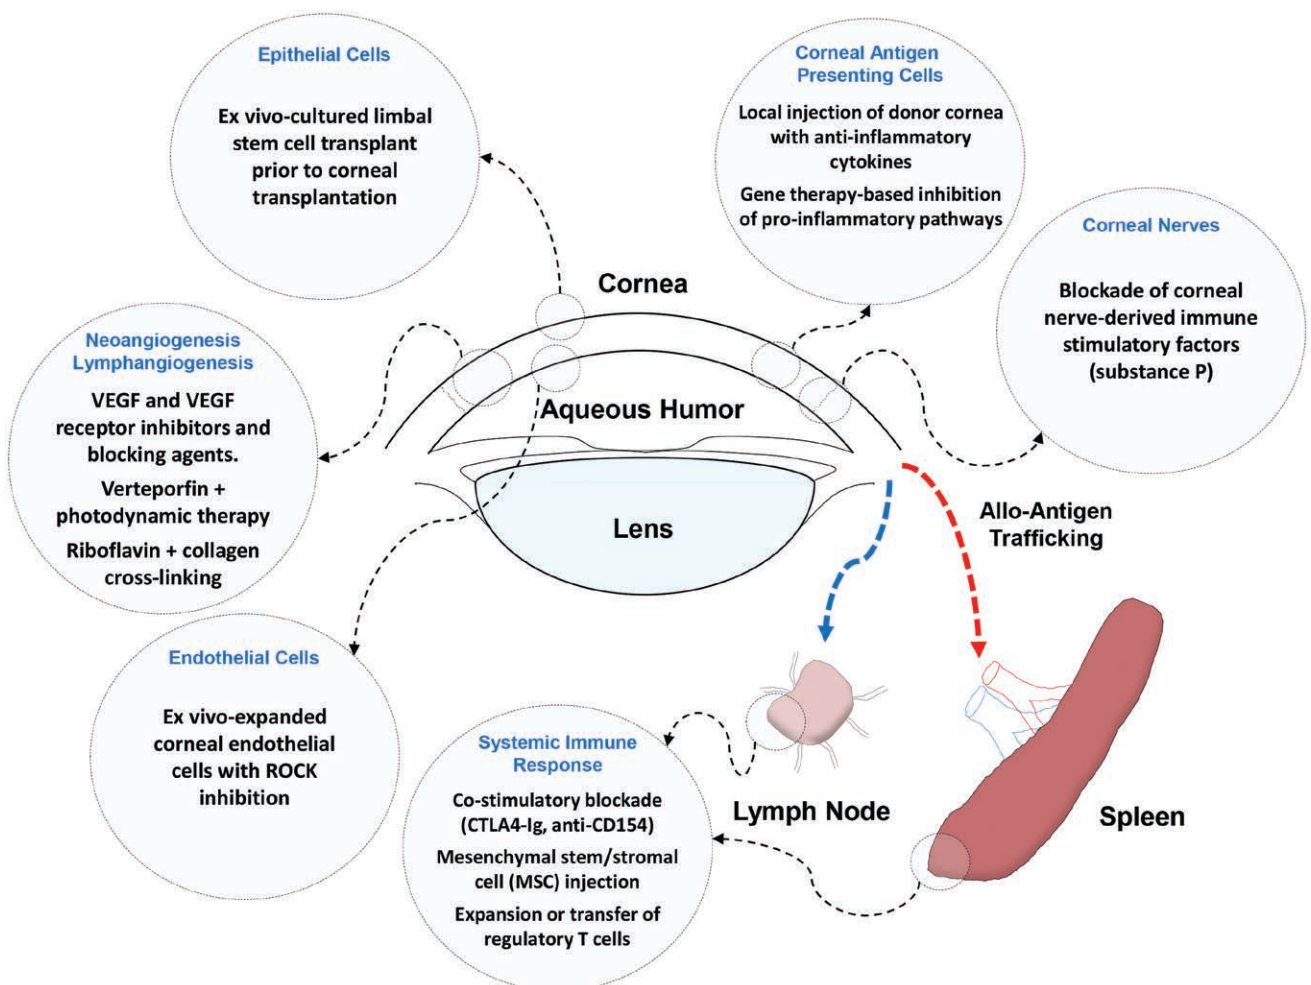 Epithelial Cells
Ex vivo-cultured limbal
stem cell transplant
prior to corneal
transplantation
Corneal Antigen
Presenting Cells
Local injection of donor cornea
with anti-inflammatory
cytokines
Gene therapy-based inhibition
of pro-inflammatory pathways
Corneal Nerves
Blockade of corneal
nerve-derived immune
stimulatory factors
(substance P)
Cornea
Neoangiogenesis
Lymphangiogenesis
VEGF and VEGF
receptor inhibitors and
blocking agents.
Verteporfin +
photodynamic therapy
Riboflavin + collagen
cross-linking
Aqueous Humor
Lens
Allo-Antigen
Trafficking
Endothelial Cells
Ex vivo-expanded
corneal endothelial
cells with ROCK
inhibition
Systemic Immune
Response
Co-stimulatory blockade
(CTLA4-Ig, anti-CD154)
Mesenchymal stem/stromal
cell (MSC) injection
Expansion or transfer of
regulatory T cells
Lymph Node
Spleen